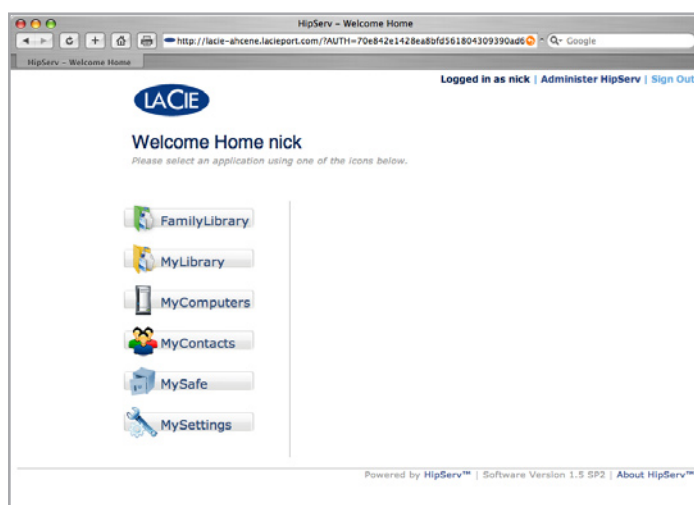 HipServ – Welcome Home
http://lacie-ahcene.lacieport.com/?AUTH=70e842e1428ea8bfd561804309390ad6
Google
HipServ – Welcome Home
Logged in as nick | Administer HipServ | Sign Out
LACIE
Welcome Home nick
Please select an application using one of the icons below.
FamilyLibrary
MyLibrary
MyComputers
MyContacts
MySafe
MySettings
Powered by HipServ™ | Software Version 1.5 SP2 | About HipServ™